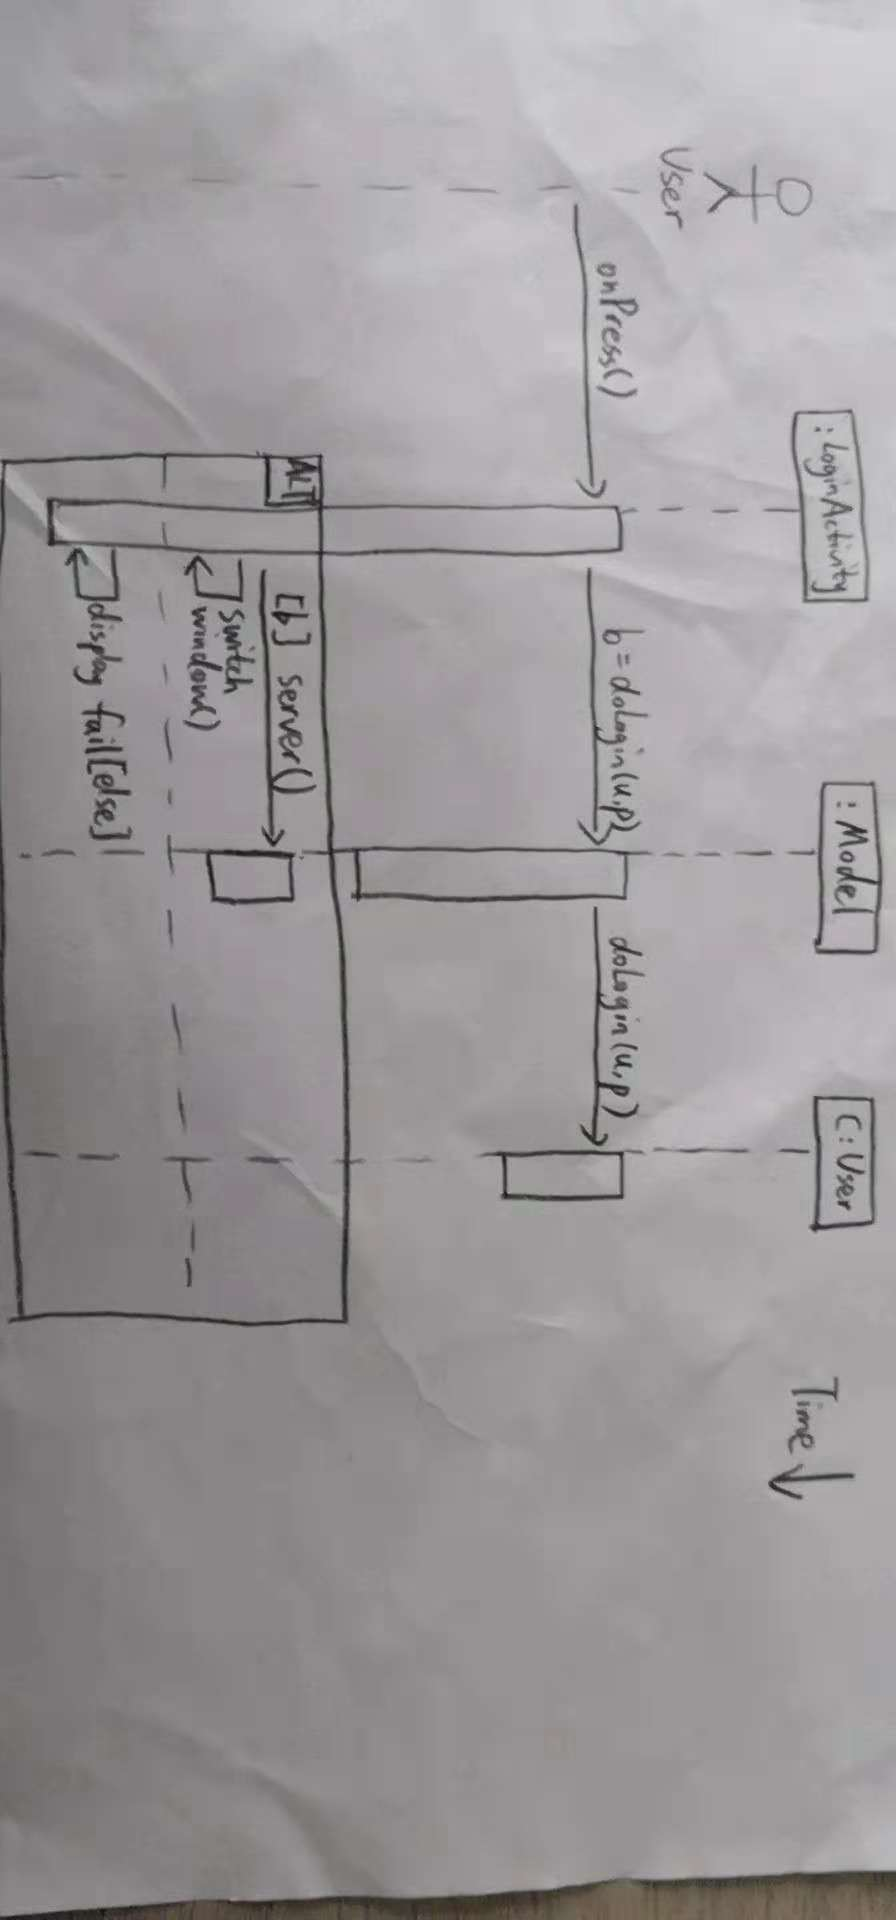 User
:LoginActivity
:Model
C:User
Time
onPress()
b=doLogin(u,p)
doLogin(u,p)
ALT
[b] server()
switch
window()
display fail[else]